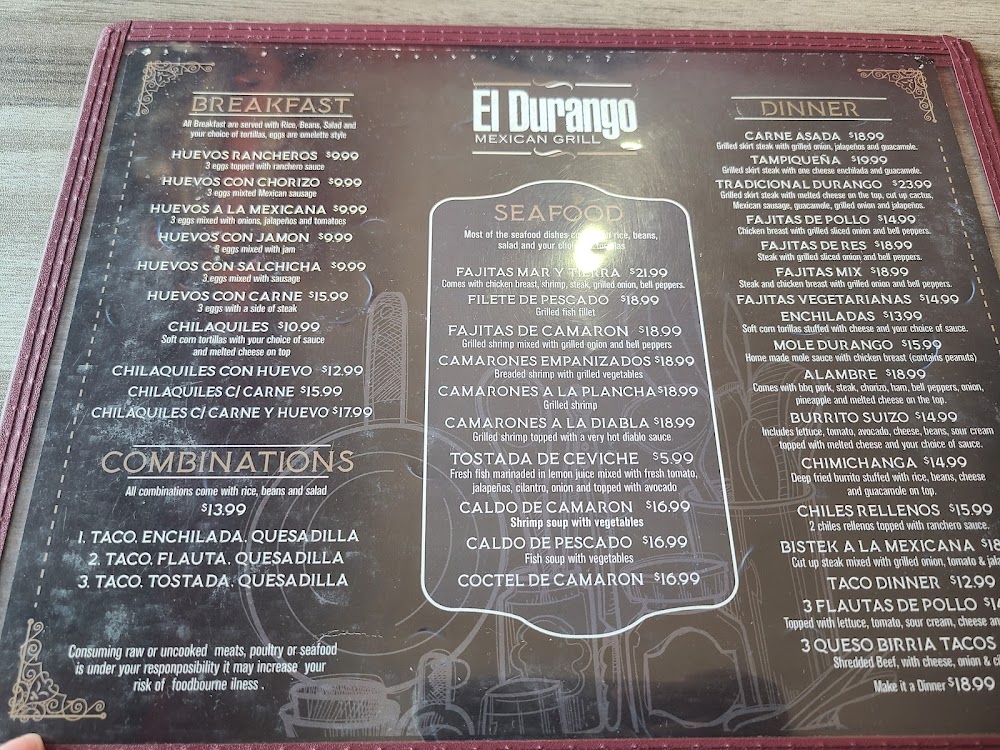 BREAKFAST
All Breakfast are served with Rice, Beans, Salad and
your choice of tortillas, eggs are omelette style
HUEVOS RANCHEROS $9.99
3 eggs topped with ranchero sauce
HUEVOS CON CHORIZO $9.99
3 eggs mixted Mexican sausage
HUEVOS A LA MEXICANA $9.99
3 eggs mixed with onions, jalapeños and tomatoes
HUEVOS CON JAMON $9.99
3 eggs mixed with jam
HUEVOS CON SALCHICHA $9.99
3 eggs mixed with sausage
HUEVOS CON CARNE $15.99
3 eggs with a side of steak
CHILAQUILES $10.99
Soft corn tortillas with your choice of sauce
and melted cheese on top
CHILAQUILES CON HUEVO $12.99
CHILAQUILES C/ CARNE $15.99
CHILAQUILES C/ CARNE Y HUEVO $17.99
COMBINATIONS
All combinations come with rice, beans and salad
$13.99
1. TACO. ENCHILADA. QUESADILLA
2. TACO. FLAUTA. QUESADILLA
3. TACO. TOSTADA. QUESADILLA
Consuming raw or uncooked meats, poultry or seafood
is under your responposibility it may increase your
risk of foodbourne ilness .
El Durango
MEXICAN GRILL
SEAFOOD
Most of the seafood dishes rice, beans,
salad and your
FAJITAS MAR Y TIERRA $21.99
Comes with chicken breast, shrimp, steak, grilled onion, bell peppers.
FILETE DE PESCADO $18.99
Grilled fish fillet
FAJITAS DE CAMARON $18.99
Grilled shrimp mixed with grilled onion and bell peppers
CAMARONES EMPANIZADOS $18.99
Breaded shrimp with grilled vegetables
CAMARONES A LA PLANCHA $18.99
Grilled shrimp
CAMARONES A LA DIABLA $18.99
Grilled shrimp topped with a very hot diablo sauce
TOSTADA DE CEVICHE $5.99
Fresh fish marinaded in lemon juice mixed with fresh tomato,
jalapeños, cilantro, onion and topped with avocado
CALDO DE CAMARON $16.99
Shrimp soup with vegetables
CALDO DE PESCADO $16.99
Fish soup with vegetables
COCTEL DE CAMARON $16.99
DINNER
CARNE ASADA $18.99
Grilled skirt steak with grilled onion, jalapeños and guacamole.
TAMPIQUEÑA $19.99
Grilled skirt steak with one cheese enchilada and guacamole.
TRADICIONAL DURANGO $23.99
Grilled skirt steak with melted cheese on the top, cut up cactus,
Mexican sausage, guacamole, grilled onion and jalapeños.
FAJITAS DE POLLO $14.99
Chicken breast with grilled sliced onion and bell peppers.
FAJITAS DE RES $18.99
Steak with grilled sliced onion and bell peppers.
FAJITAS MIX $18.99
Steak and chicken breast with grilled onion and bell peppers.
FAJITAS VEGETARIANAS $14.99
ENCHILADAS $13.99
Soft corn tortillas stuffed with cheese and your choice of sauce.
MOLE DURANGO $15.99
Home made mole sauce with chicken breast (contains peanuts)
ALAMBRE $18.99
Comes with bbq pork, steak, chorizo, ham, bell peppers, onion,
pineapple and melted cheese on the top.
BURRITO SUIZO $14.99
Includes lettuce, tomato, avocado, cheese, beans, sour cream
topped with melted cheese and your choice of sauce.
CHIMICHANGA $14.99
Deep fried burrito stuffed with rice, beans, cheese
and guacamole on top.
CHILES RELLENOS $15.99
2 chiles rellenos topped with ranchero sauce.
BISTEK A LA MEXICANA $18
Cut up steak mixed with grilled onion, tomato & jala
TACO DINNER $12.99
3 FLAUTAS DE POLLO
Topped with lettuce, tomato, sour cream, cheese and
3 QUESO BIRRIA TACOS
Shredded Beef, with cheese, onion & c
Make it a Dinner $18.99